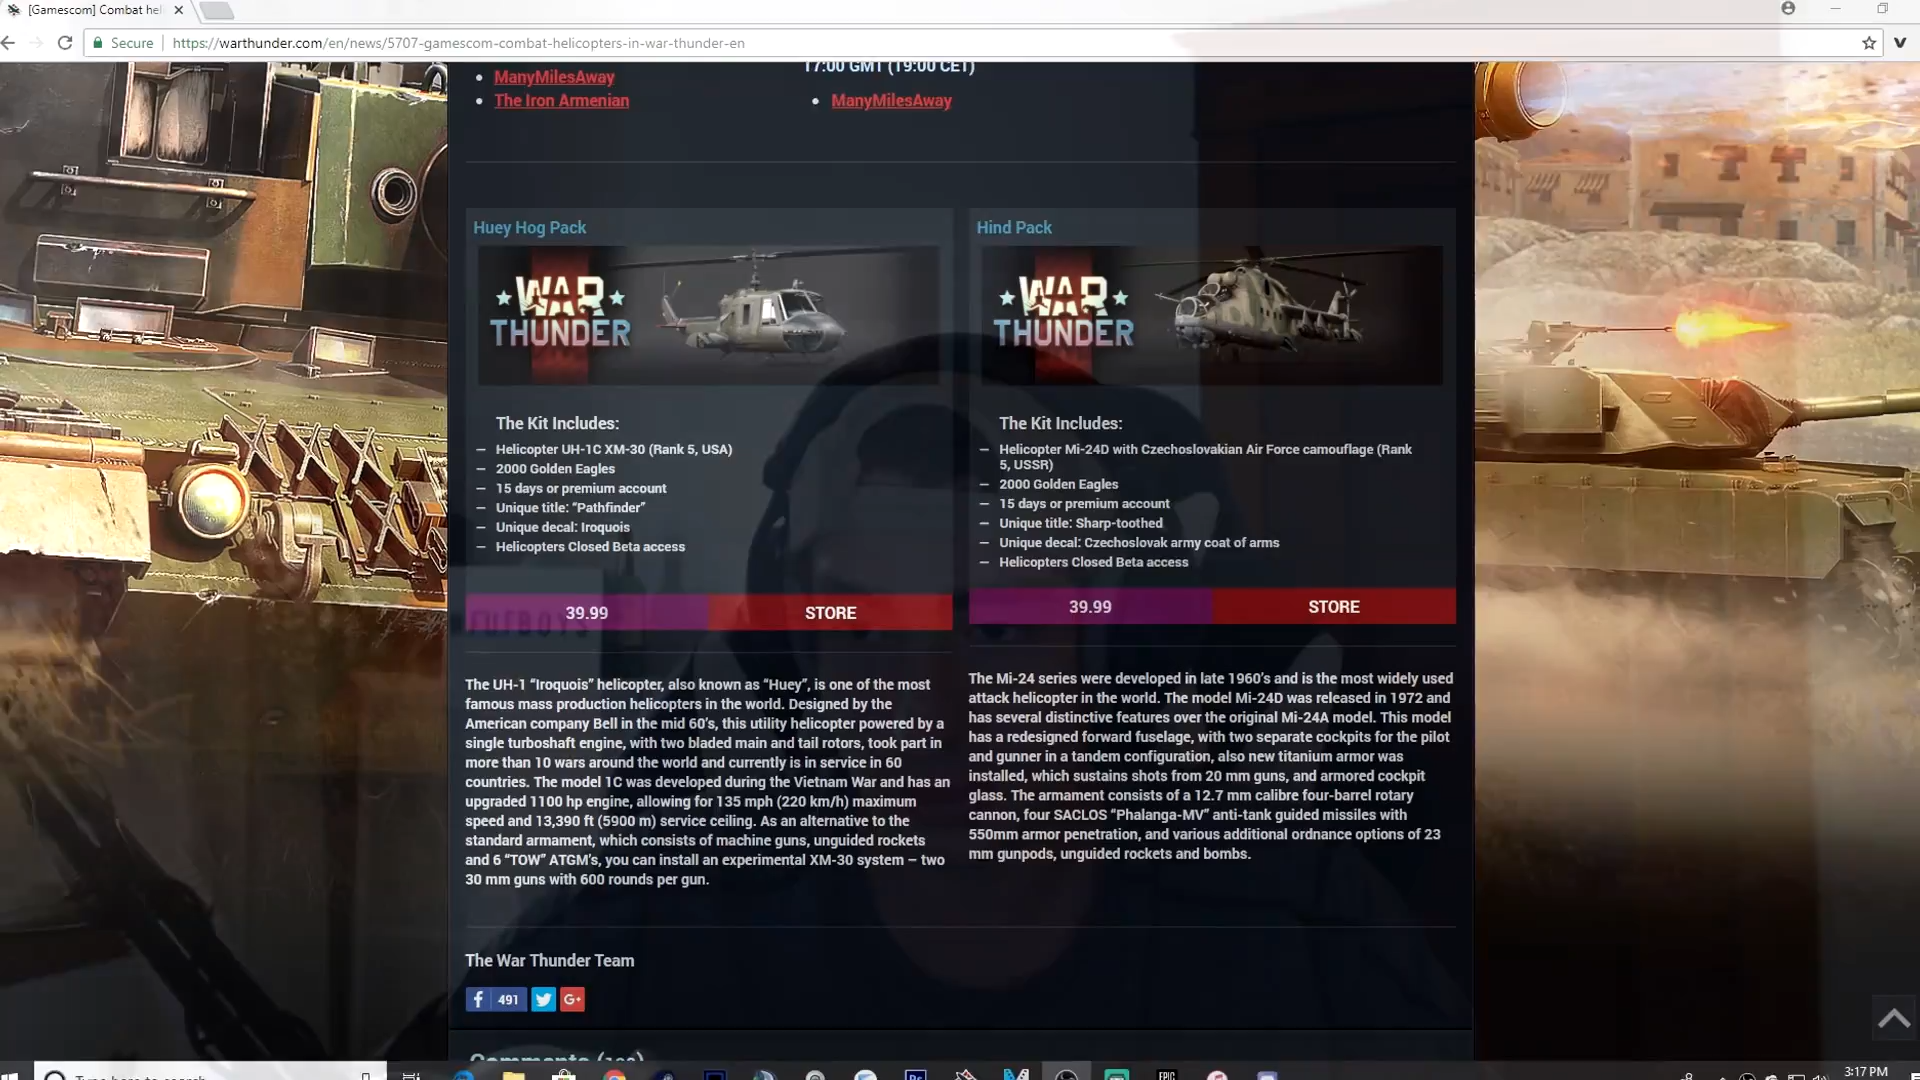 [Gamescom] Combat heli
Secure
https://warthunder.com/en/news/5707-gamescom-combat-helicopters-in-war-thunder-en
17:00 GMT (19:00 CET)
ManyMilesAway
The Iron Armenian
ManyMilesAway
Huey Hog Pack
WAR
THUNDER
The Kit Includes:
Helicopter UH-1C XM-30 (Rank 5, USA)
2000 Golden Eagles
15 days or premium account
Unique title: "Pathfinder"
Unique decal: Iroquois
Helicopters Closed Beta access
39.99
STORE
The UH-1 “Iroquois” helicopter, also known as “Huey”, is one of the most
famous mass production helicopters in the world. Designed by the
American company Bell in the mid 60’s, this utility helicopter powered by a
single turboshaft engine, with two bladed main and tail rotors, took part in
more than 10 wars around the world and currently is in service in 60
countries. The model 1C was developed during the Vietnam War and has an
upgraded 1100 hp engine, allowing for 135 mph (220 km/h) maximum
speed and 13,390 ft (5900 m) service ceiling. As an alternative to the
standard armament, which consists of machine guns, unguided rockets
and 6 “TOW” ATGM’s, you can install an experimental XM-30 system – two
30 mm guns with 600 rounds per gun.
Hind Pack
WAR
THUNDER
The Kit Includes:
Helicopter Mi-24D with Czechoslovakian Air Force camouflage (Rank
5, USSR)
2000 Golden Eagles
15 days or premium account
Unique title: Sharp-toothed
Unique decal: Czechoslovak army coat of arms
Helicopters Closed Beta access
39.99
STORE
The Mi-24 series were developed in late 1960’s and is the most widely used
attack helicopter in the world. The model Mi-24D was released in 1972 and
has several distinctive features over the original Mi-24A model. This model
has a redesigned forward fuselage, with two separate cockpits for the pilot
and gunner in a tandem configuration, also new titanium armor was
installed, which sustains shots from 20 mm guns, and armored cockpit
glass. The armament consists of a 12.7 mm calibre four-barrel rotary
cannon, four SACLOS “Phalanga-MV” anti-tank guided missiles with
550mm armor penetration, and various additional ordnance options of 23
mm gunpods, unguided rockets and bombs.
The War Thunder Team
491
G+
Comments
Type here to search
Ps
EPIC
3:17 PM